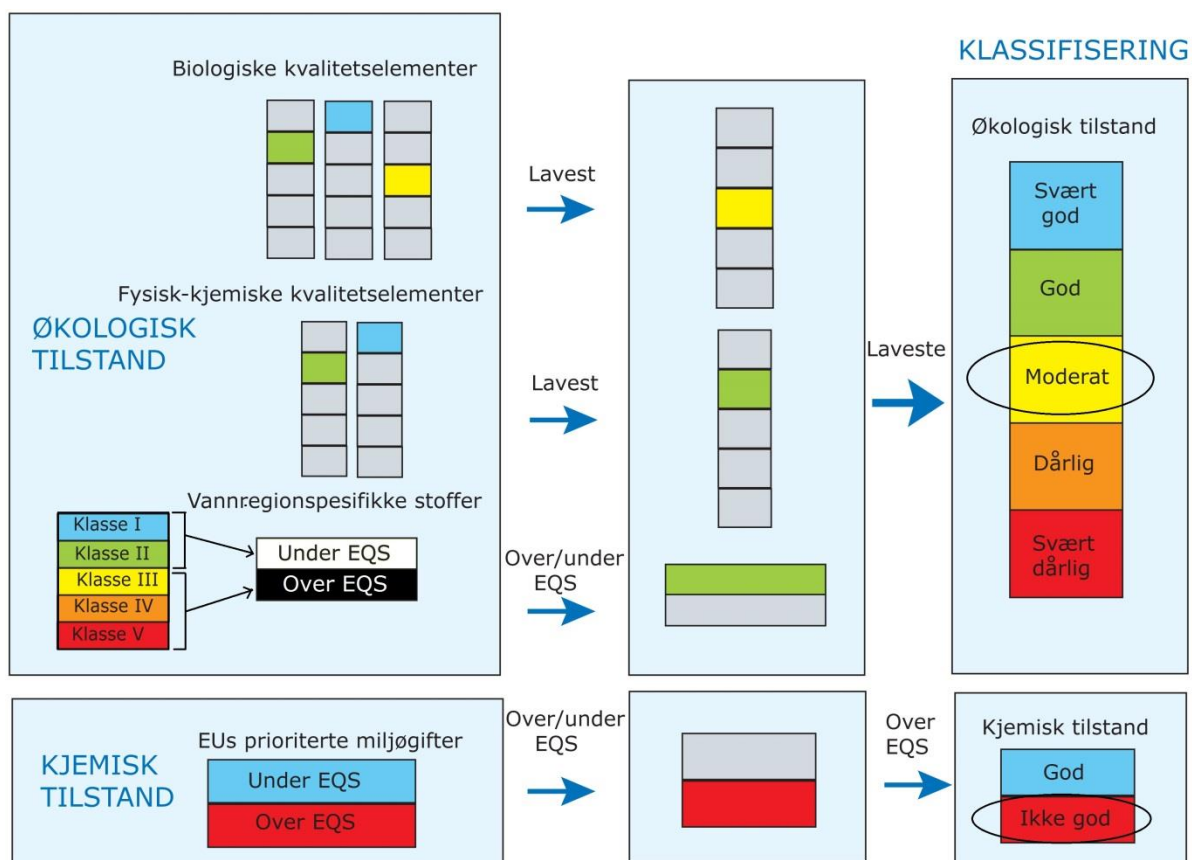 KLASSIFISERING
Biologiske kvalitetselementer
Lavest
Fysisk-kjemiske kvalitetselementer
ØKOLOGISK
TILSTAND
Lavest
Vannregionspesifikke stoffer
Klasse I
Klasse II
Klasse III
Klasse IV
Klasse V
Under EQS
Over EQS
Over/under
EQS
Laveste
Økologisk tilstand
Svært
god
God
Moderat
Dårlig
Svært
dårlig
KJEMISK
TILSTAND
EUs prioriterte miljøgifter
Under EQS
Over EQS
Over/under
EQS
Over
EQS
Kjemisk tilstand
God
Ikke god